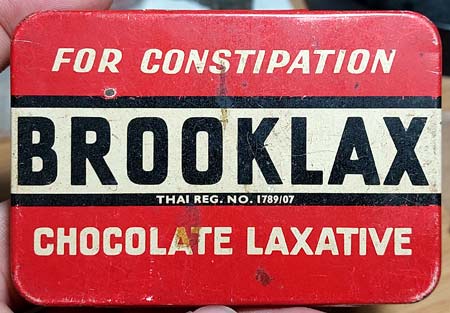 FOR CONSTIPATION
BROOKLAX
THAI REG. NO. 1789/07
CHOCOLATE LAXATIVE